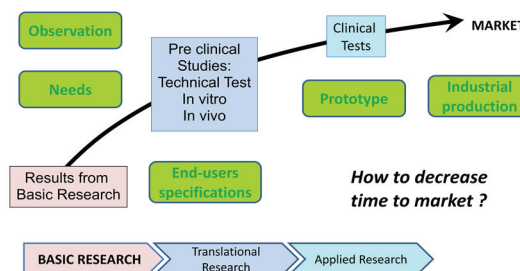 Observation
Needs
Pre clinical
Studies:
Technical Test
In vitro
In vivo
Clinical
Tests
MARKET
Prototype
Industrial
production
Results from
Basic Research
End-users
specifications
How to decrease
time to market ?
BASIC RESEARCH
Translational
Research
Applied Research